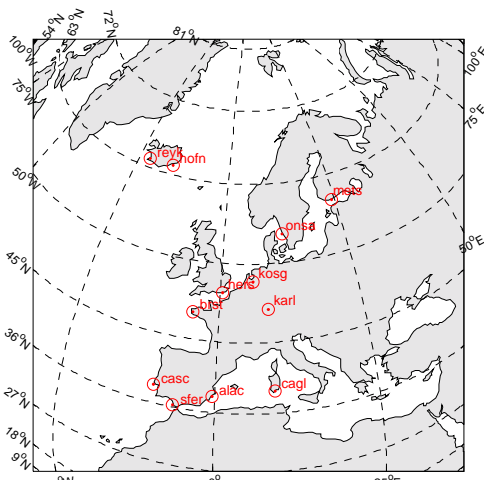 54°N
63°N
72°N
81°N
100°W
100°E
75°W
75°E
reyk
hofn
50°W
mets
onsa
50°E
45°N
kosg
hers
brst
karl
36°N
casc
alac
cagl
sfer
27°N
18°N
9°N